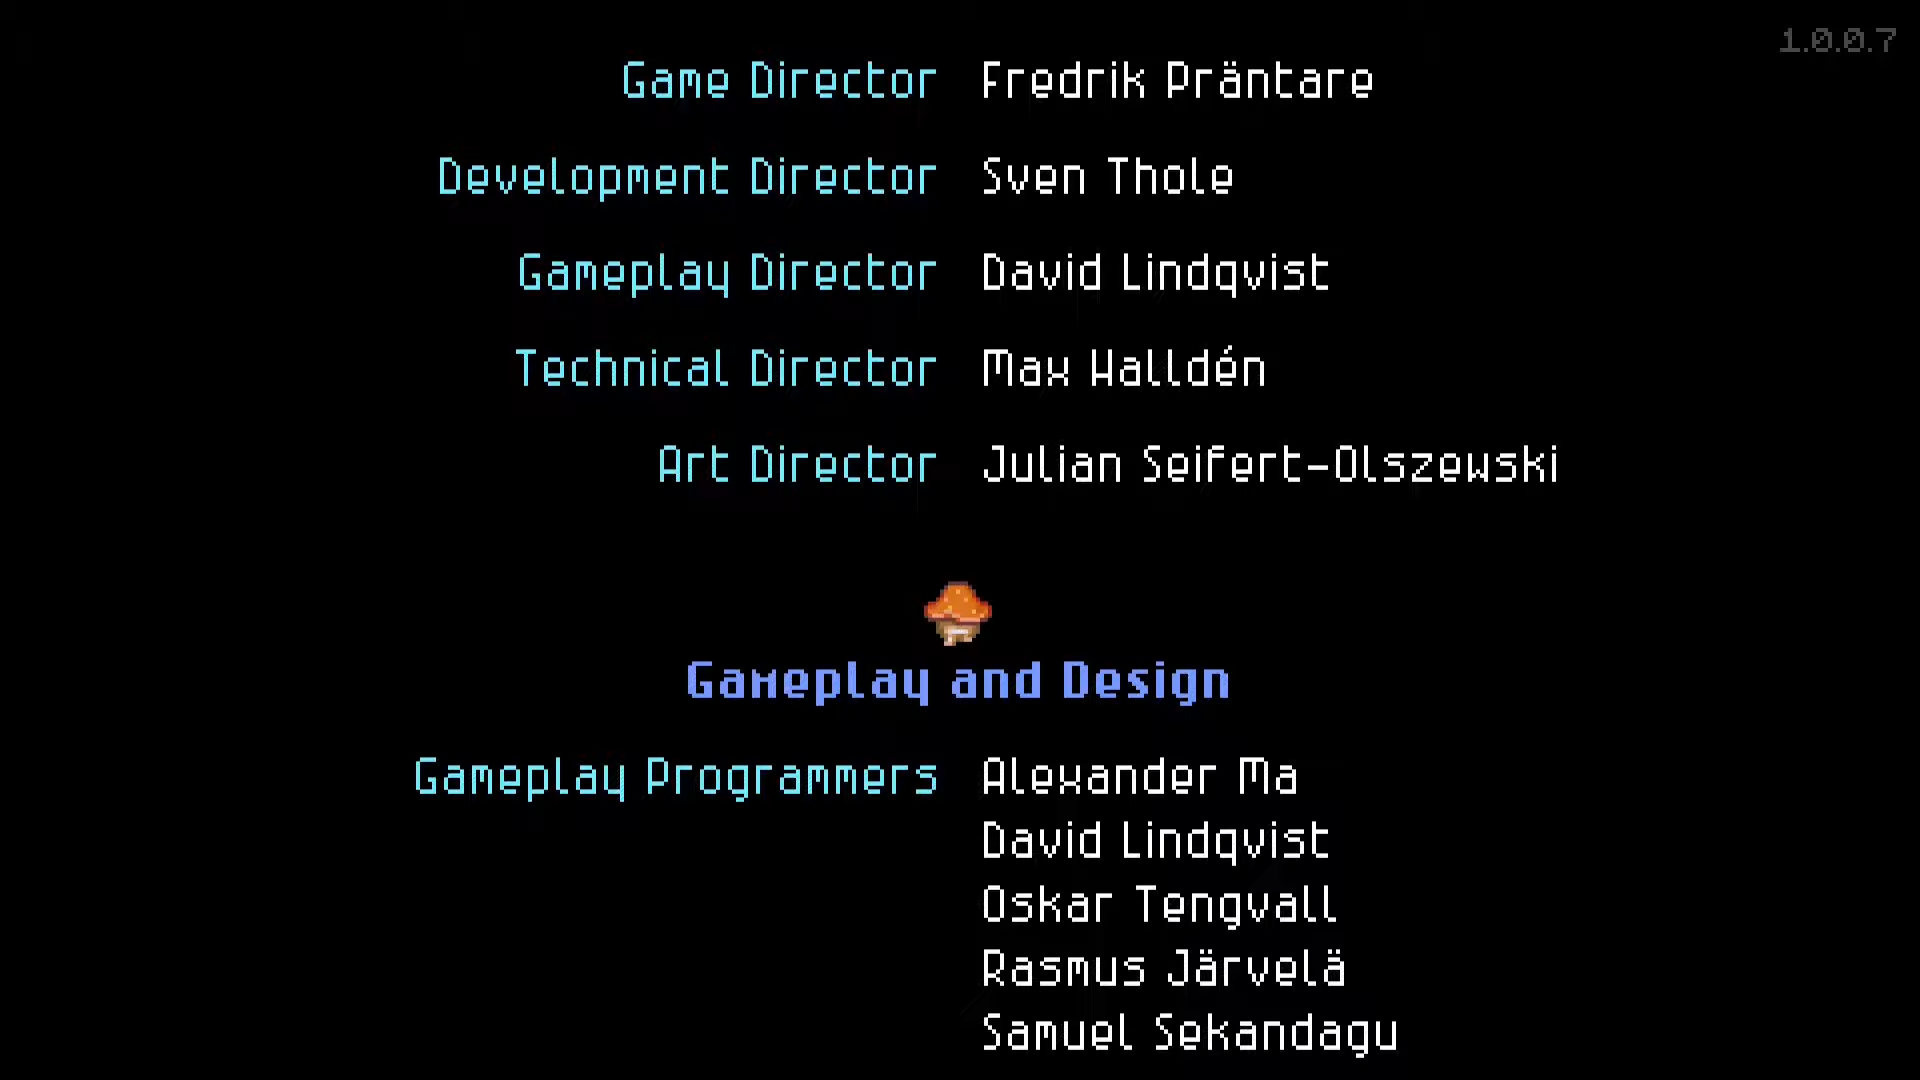 1.0.0.7
Game Director Fredrik Präntare
Development Director Sven Thole
Gameplay Director David Lindqvist
Technical Director Max Halldén
Art Director Julian Seifert-Olszewski
Gameplay and Design
Gameplay Programmers Alexander Ma
David Lindqvist
Oskar Tengvall
Rasmus Järvelä
Samuel Sekandagu